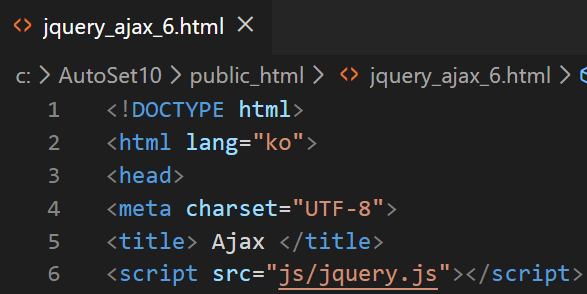 <> jquery_ajax_6.html ×
c: > AutoSet10 > public_html > <> jquery_ajax_6.html >
1 <!DOCTYPE html>
2 <html lang="ko">
3 <head>
4 <meta charset="UTF-8">
5 <title> Ajax </title>
6 <script src="js/jquery.js"></script>